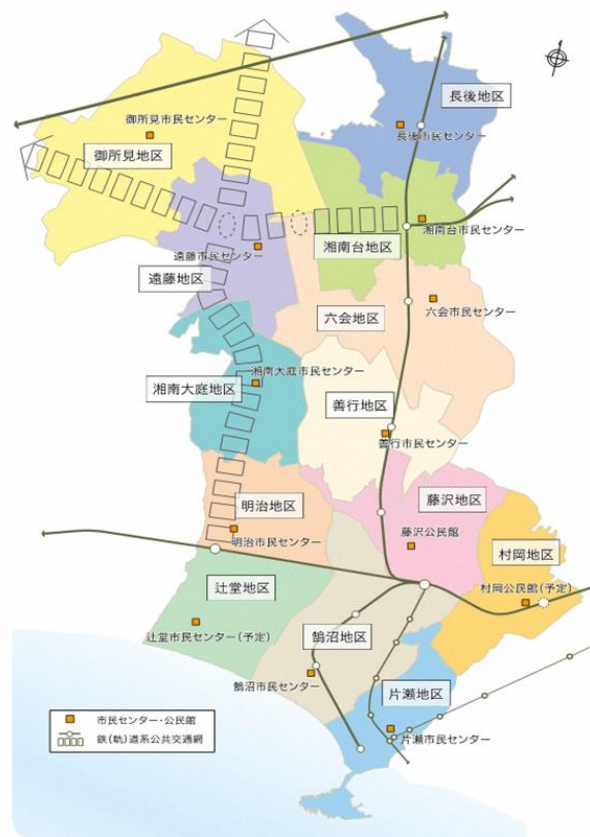 長後地区
御所見市民センター
長後市民センター
御所見地区
湘南台市民センター
湘南台地区
遠藤市民センター
遠藤地区
六会市民センター
六会地区
湘南大庭市民センター
湘南大庭地区
善行地区
善行市民センター
藤沢地区
明治地区
藤沢公民館
明治市民センター
村岡地区
村岡公民館(予定)
辻堂地区
辻堂市民センター(予定)
鵠沼地区
鵠沼市民センター
片瀬地区
片瀬市民センター
市民センター・公民館
鉄(軌)道系公共交通網